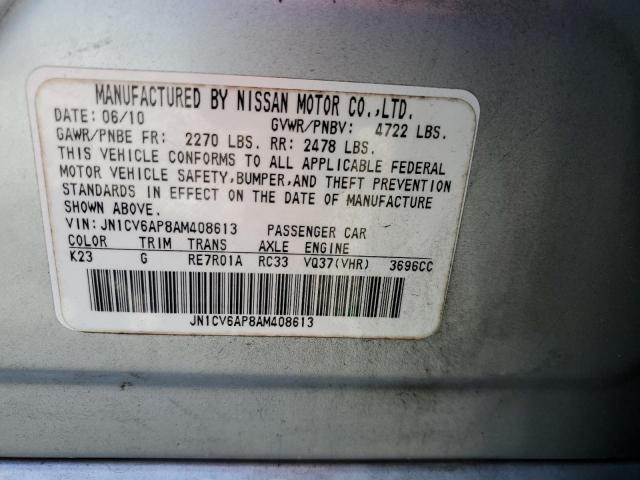 MANUFACTURED BY NISSAN MOTOR CO.,LTD.
DATE: 06/10 GVWR/PNBV: 4722 LBS.
GAWR/PNBE FR: 2270 LBS. RR: 2478 LBS.
THIS VEHICLE CONFORMS TO ALL APPLICABLE FEDERAL
MOTOR VEHICLE SAFETY,BUMPER,AND THEFT PREVENTION
STANDARDS IN EFFECT ON THE DATE OF MANUFACTURE
SHOWN ABOVE.
VIN: JN1CV6AP8AM408613 PASSENGER CAR
COLOR TRIM TRANS AXLE ENGINE
K23 G RE7R01A RC33 VQ37(VHR) 3696CC
JN1CV6AP8AM408613